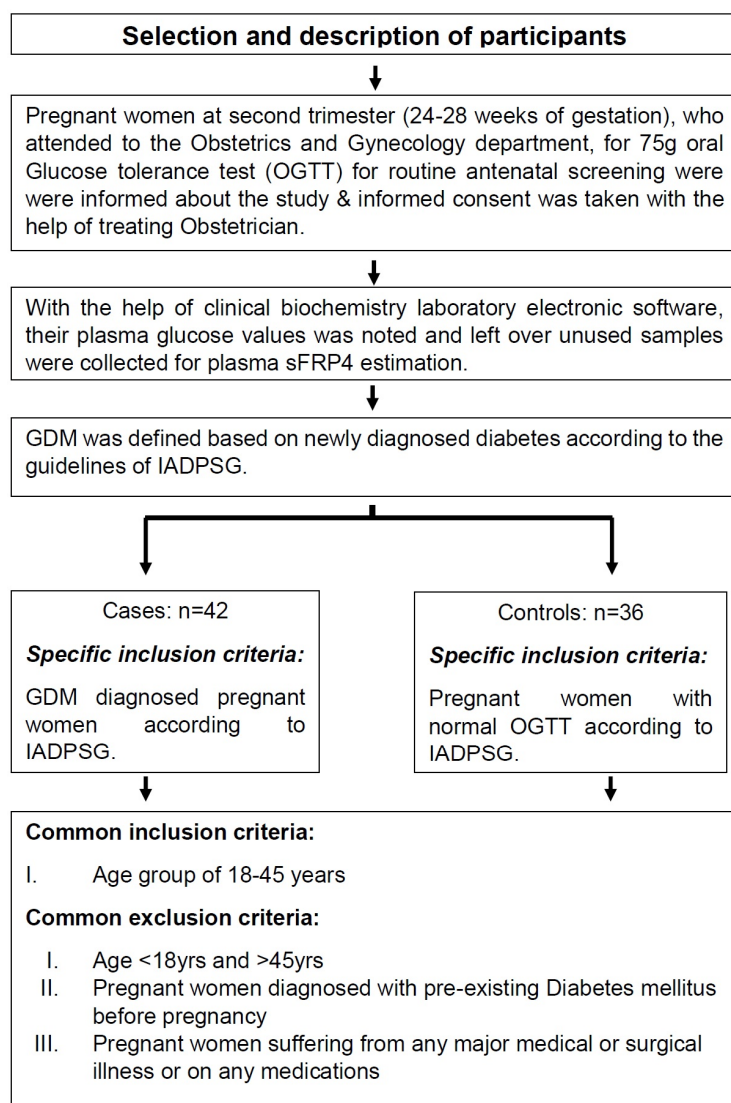 Selection and description of participants
Pregnant women at second trimester (24-28 weeks of gestation), who
attended to the Obstetrics and Gynecology department, for 75g oral
Glucose tolerance test (OGTT) for routine antenatal screening were
were informed about the study & informed consent was taken with the
help of treating Obstetrician.
With the help of clinical biochemistry laboratory electronic software,
their plasma glucose values was noted and left over unused samples
were collected for plasma sFRP4 estimation.
GDM was defined based on newly diagnosed diabetes according to the
guidelines of IADPSG.
Cases: n=42
Specific inclusion criteria:
GDM diagnosed pregnant
women according to
IADPSG.
Controls: n=36
Specific inclusion criteria:
Pregnant women with
normal OGTT according to
IADPSG.
Common inclusion criteria:
I. Age group of 18-45 years
Common exclusion criteria:
I. Age <18yrs and >45yrs
II. Pregnant women diagnosed with pre-existing Diabetes mellitus
before pregnancy
III. Pregnant women suffering from any major medical or surgical
illness or on any medications